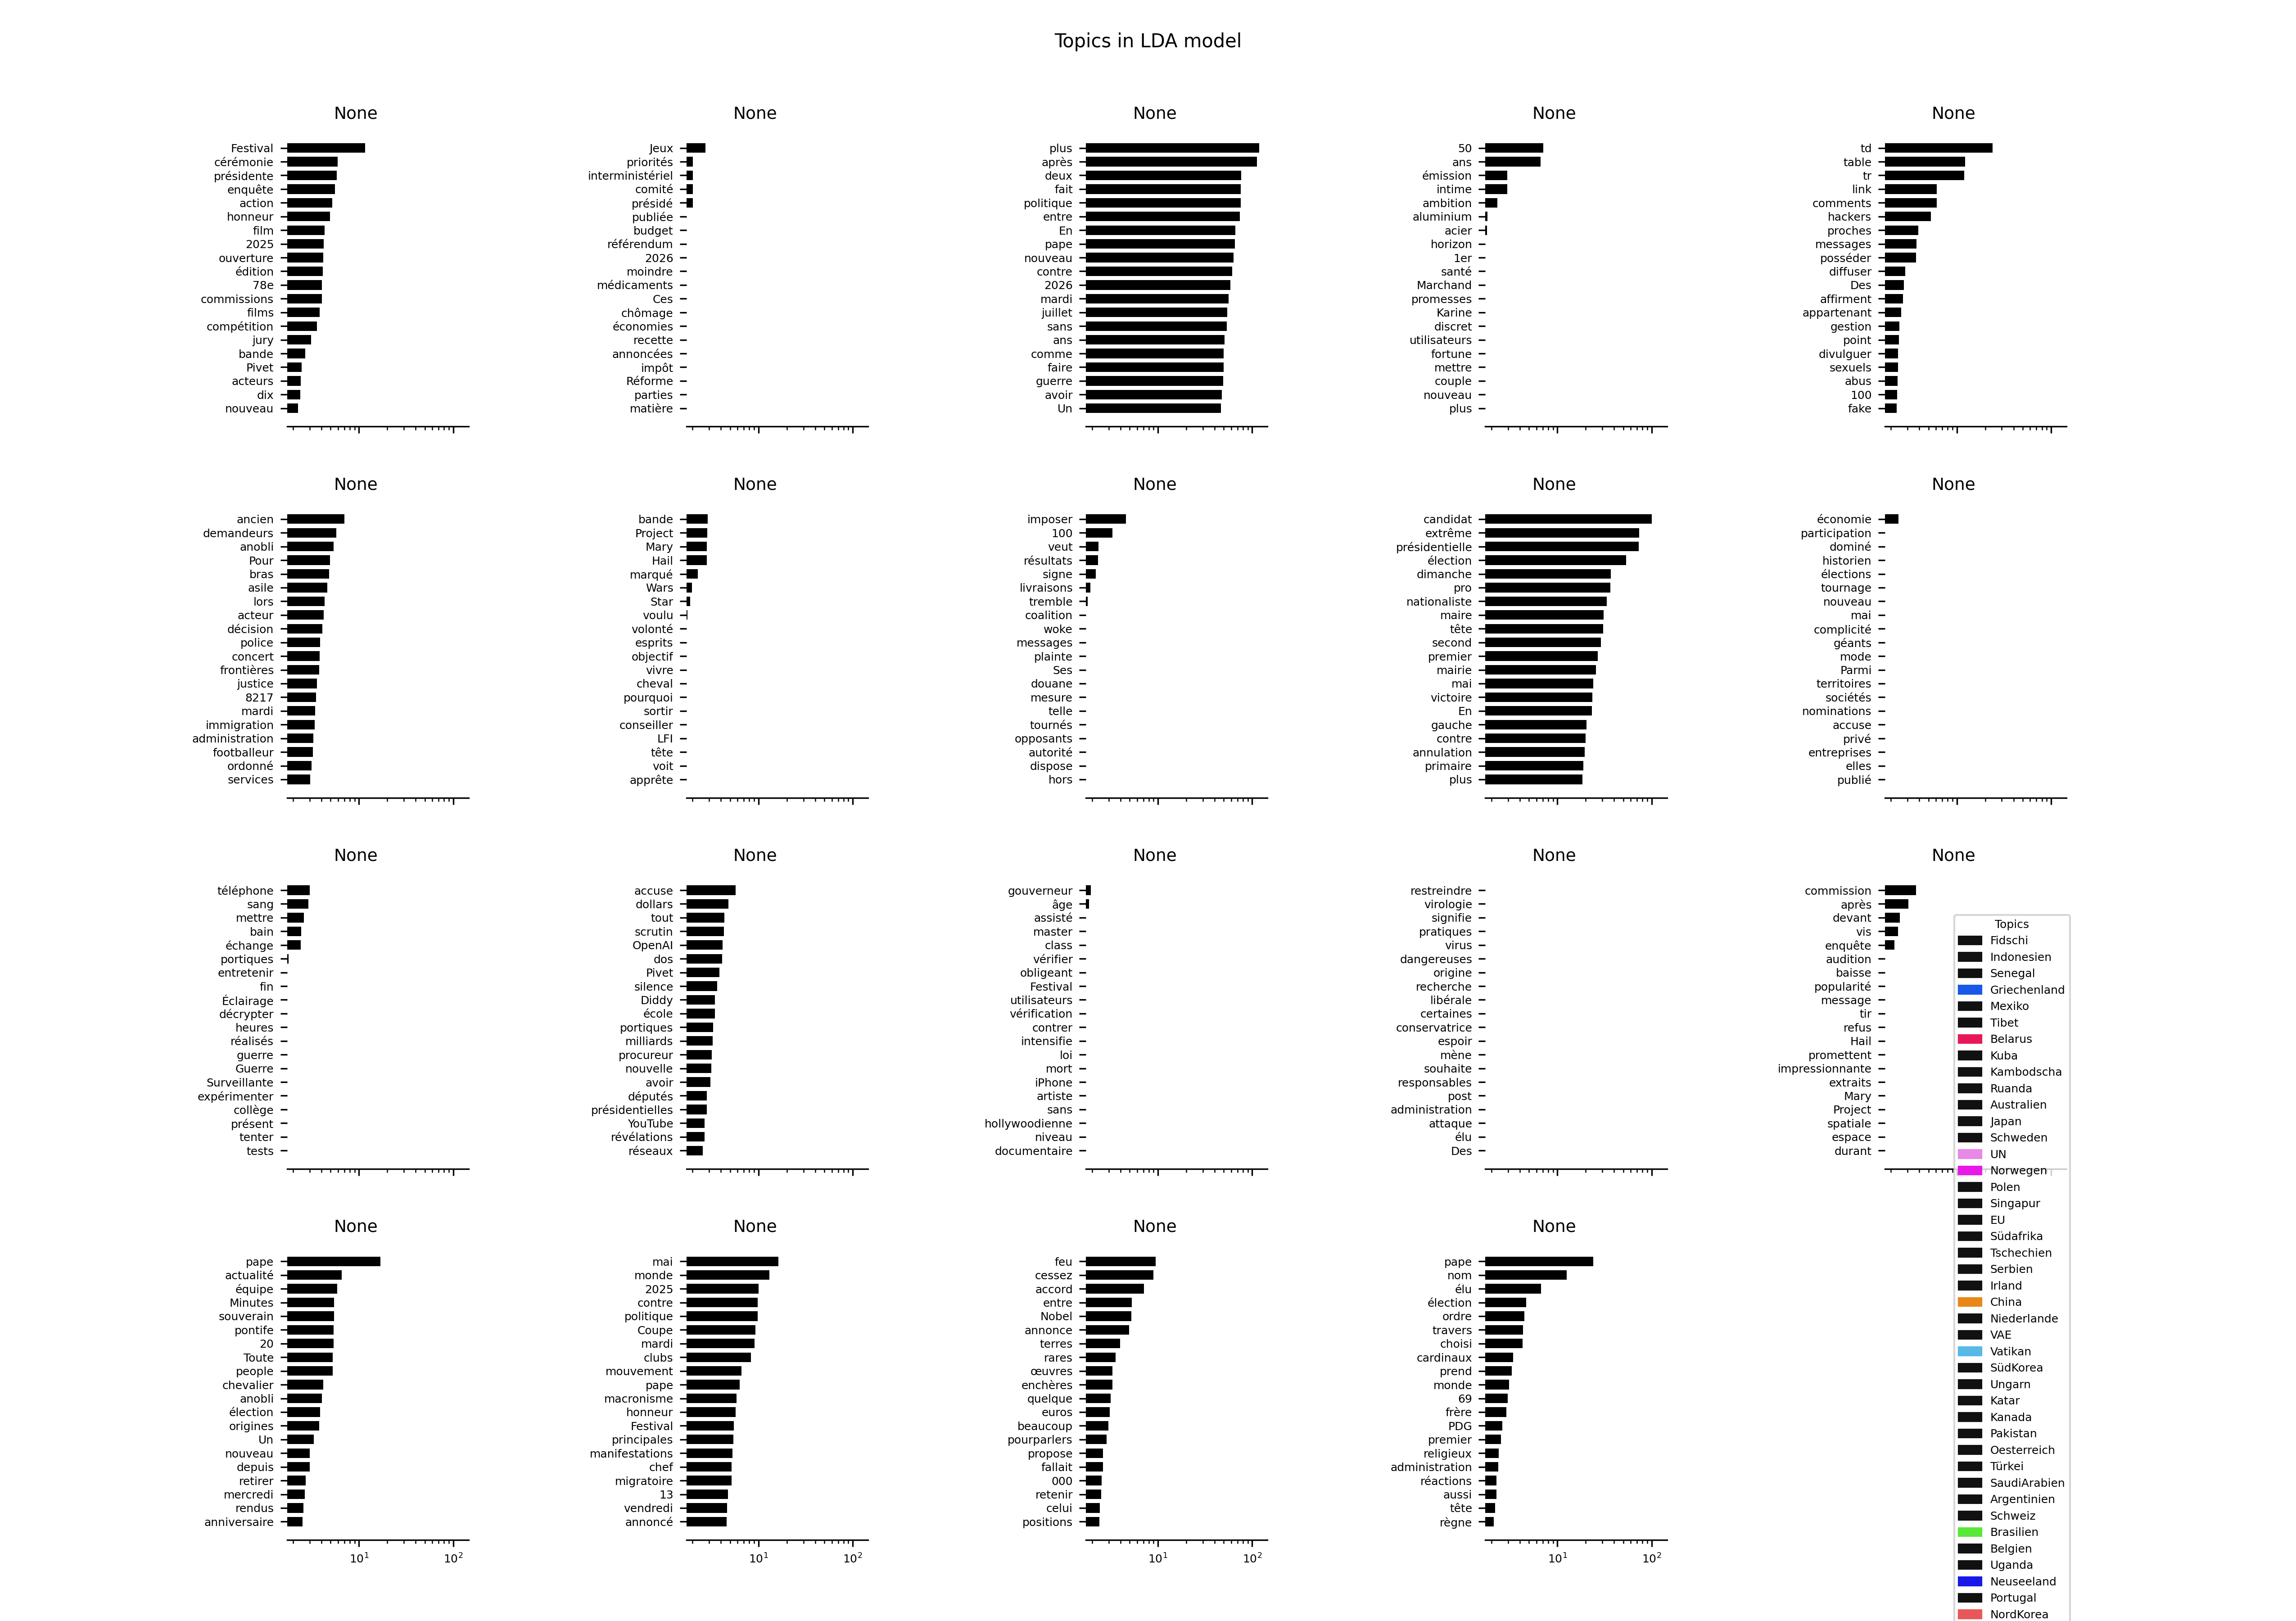 Topics in LDA model
None
Festival
cérémonie
présidente
enquête
action
honneur
film
2025
ouverture
édition
78e
commissions
films
compétition
jury
bande
Pivet
acteurs
dix
nouveau
None
Jeux
priorités
interministériel
comité
présidé
publiée
budget
référendum
2026
moindre
médicaments
Ces
chômage
économies
recette
annoncées
impôt
Réforme
parties
matière
None
plus
après
deux
fait
politique
entre
En
pape
nouveau
contre
2026
mardi
juillet
sans
ans
comme
faire
guerre
avoir
Un
None
50
ans
émission
intime
ambition
aluminium
acier
horizon
1er
santé
Marchand
promesses
Karine
discret
utilisateurs
fortune
mettre
couple
nouveau
plus
None
td
table
tr
link
comments
hackers
proches
messages
posséder
diffuser
Des
affirment
appartenant
gestion
point
divulguer
sexuels
abus
100
fake
None
ancien
demandeurs
anobli
Pour
bras
asile
lors
acteur
décision
police
concert
frontières
justice
8217
mardi
immigration
administration
footballeur
ordonné
services
None
bande
Project
Mary
Hail
marqué
Wars
Star
voulu
volonté
esprits
objectif
vivre
cheval
pourquoi
sortir
conseiller
LFI
tête
voit
apprête
None
imposer
100
veut
résultats
signe
livraisons
tremble
coalition
woke
messages
plainte
Ses
douane
mesure
telle
tournés
opposants
autorité
dispose
hors
None
candidat
extrême
présidentielle
élection
dimanche
pro
nationaliste
maire
tête
second
premier
mairie
mai
victoire
En
gauche
contre
annulation
primaire
plus
None
économie
participation
dominé
historien
élections
tournage
nouveau
mai
complicité
géants
mode
Parmi
territoires
sociétés
nominations
accuse
privé
entreprises
elles
publié
None
téléphone
sang
mettre
bain
échange
portiques
entretenir
fin
Éclairage
décrypter
heures
réalisés
guerre
Guerre
Surveillante
expérimenter
collège
présent
tenter
tests
None
accuse
dollars
tout
scrutin
OpenAI
dos
Pivet
silence
Diddy
école
portiques
milliards
procureur
nouvelle
avoir
députés
présidentielles
YouTube
révélations
réseaux
None
gouverneur
âge
assisté
master
class
vérifier
obligeant
Festival
utilisateurs
vérification
contrer
intensifie
loi
mort
iPhone
artiste
sans
hollywoodienne
niveau
documentaire
None
restreindre
virologie
signifie
pratiques
virus
dangereuses
origine
recherche
libérale
certaines
conservatrice
espoir
mène
souhaite
responsables
post
administration
attaque
élu
Des
None
commission
après
devant
vis
enquête
audition
baisse
popularité
message
tir
refus
Hail
promettent
impressionnante
extraits
Mary
Project
spatiale
espace
durant
None
pape
actualité
équipe
Minutes
souverain
pontife
20
Toute
people
chevalier
anobli
élection
origines
Un
nouveau
depuis
retirer
mercredi
rendus
anniversaire
10¹ 10²
None
mai
monde
2025
contre
politique
Coupe
mardi
clubs
mouvement
pape
macronisme
honneur
Festival
principales
manifestations
chef
migratoire
13
vendredi
annoncé
10¹ 10²
None
feu
cessez
accord
entre
Nobel
annonce
terres
rares
œuvres
enchères
quelque
euros
beaucoup
pourparlers
propose
fallait
000
retenir
celui
positions
10¹ 10²
None
pape
nom
élu
élection
ordre
travers
choisi
cardinaux
prend
monde
69
frère
PDG
premier
religieux
administration
réactions
aussi
tête
règne
10¹ 10²
Topics
Fidschi
Indonesien
Senegal
Griechenland
Mexiko
Tibet
Belarus
Kuba
Kambodscha
Ruanda
Australien
Japan
Schweden
UN
Norwegen
Polen
Singapur
EU
Südafrika
Tschechien
Serbien
Irland
China
Niederlande
VAE
Vatikan
SüdKorea
Ungarn
Katar
Kanada
Pakistan
Oesterreich
Türkei
SaudiArabien
Argentinien
Schweiz
Brasilien
Belgien
Uganda
Neuseeland
Portugal
NordKorea